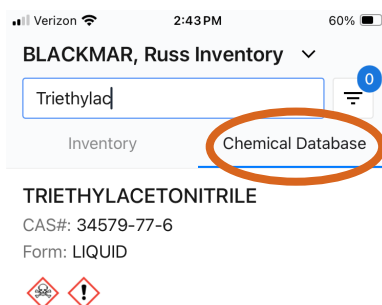 Verizon 2:43 PM 60%
BLACKMAR, Russ Inventory
Triethylac
0
Inventory Chemical Database
TRIETHYLACETONITRILE
CAS#: 34579-77-6
Form: LIQUID